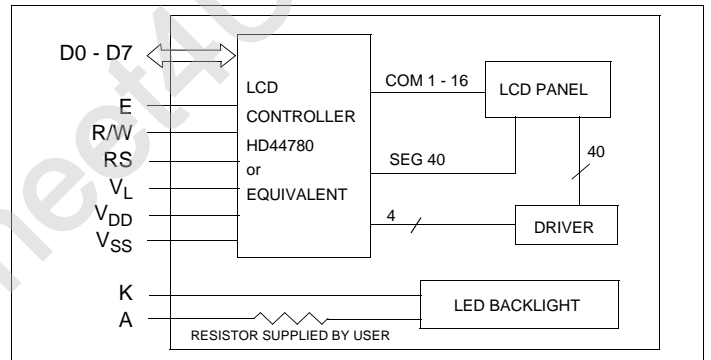 D0 - D7
E
R/W
RS
VL
VDD
VSS
K
A
LCD
CONTROLLER
HD44780
or
EQUIVALENT
COM 1 - 16
SEG 40
4
LCD PANEL
40
DRIVER
LED BACKLIGHT
RESISTOR SUPPLIED BY USER